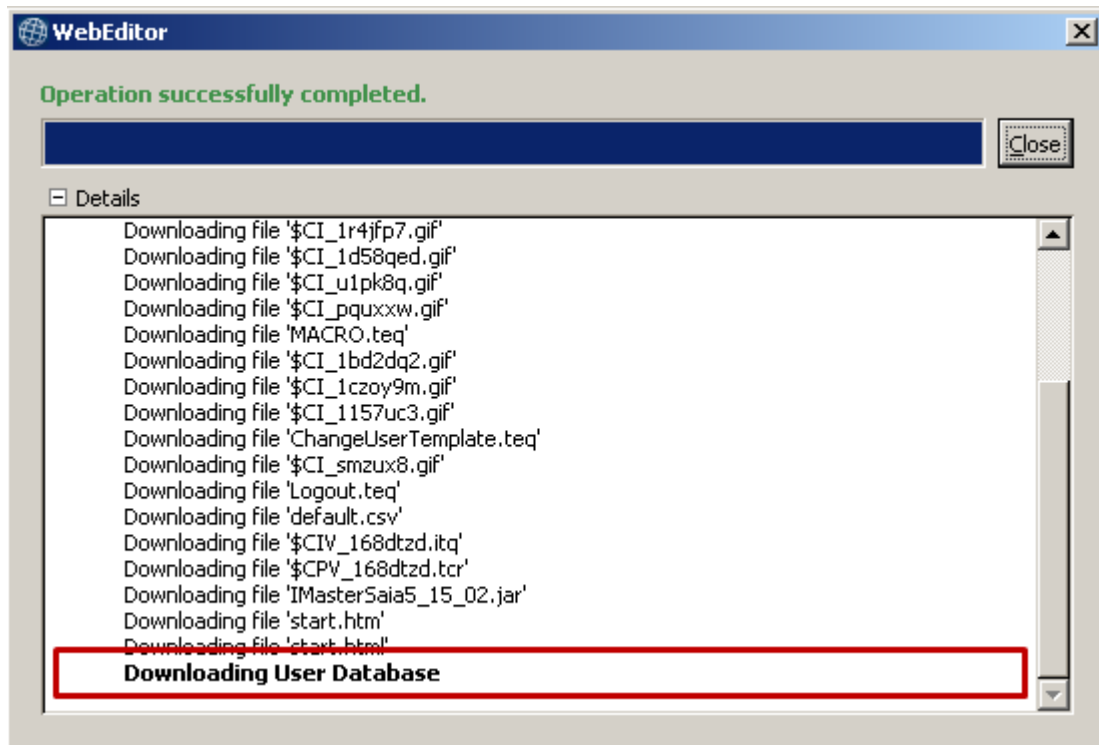 WebEditor
Operation successfully completed.
Close
Details
Downloading file '$CI_1r4jfp7.gif'
Downloading file '$CI_1d58qed.gif'
Downloading file '$CI_u1pk8q.gif'
Downloading file '$CI_pquxxw.gif'
Downloading file 'MACRO.teq'
Downloading file '$CI_1bd2dq2.gif'
Downloading file '$CI_1czoy9m.gif'
Downloading file '$CI_1157uc3.gif'
Downloading file 'ChangeUserTemplate.teq'
Downloading file '$CI_smzux8.gif'
Downloading file 'Logout.teq'
Downloading file 'default.csv'
Downloading file '$CIV_168dtzd.itq'
Downloading file '$CPV_168dtzd.tcr'
Downloading file 'IMasterSaia5_15_02.jar'
Downloading file 'start.htm'
Downloading file 'start.html'
Downloading User Database